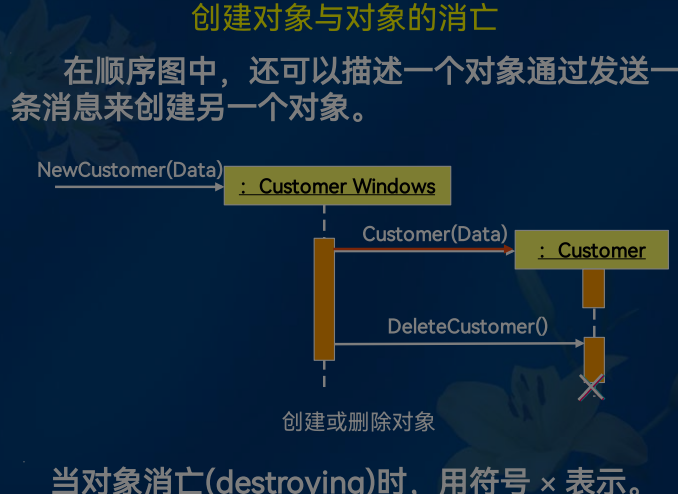 创建对象与对象的消亡
在顺序图中，还可以描述一个对象通过发送一
条消息来创建另一个对象。
NewCustomer(Data)
：Customer Windows
Customer(Data)
：Customer
DeleteCustomer()
创建或删除对象
当对象消亡(destroying)时，用符号 × 表示。